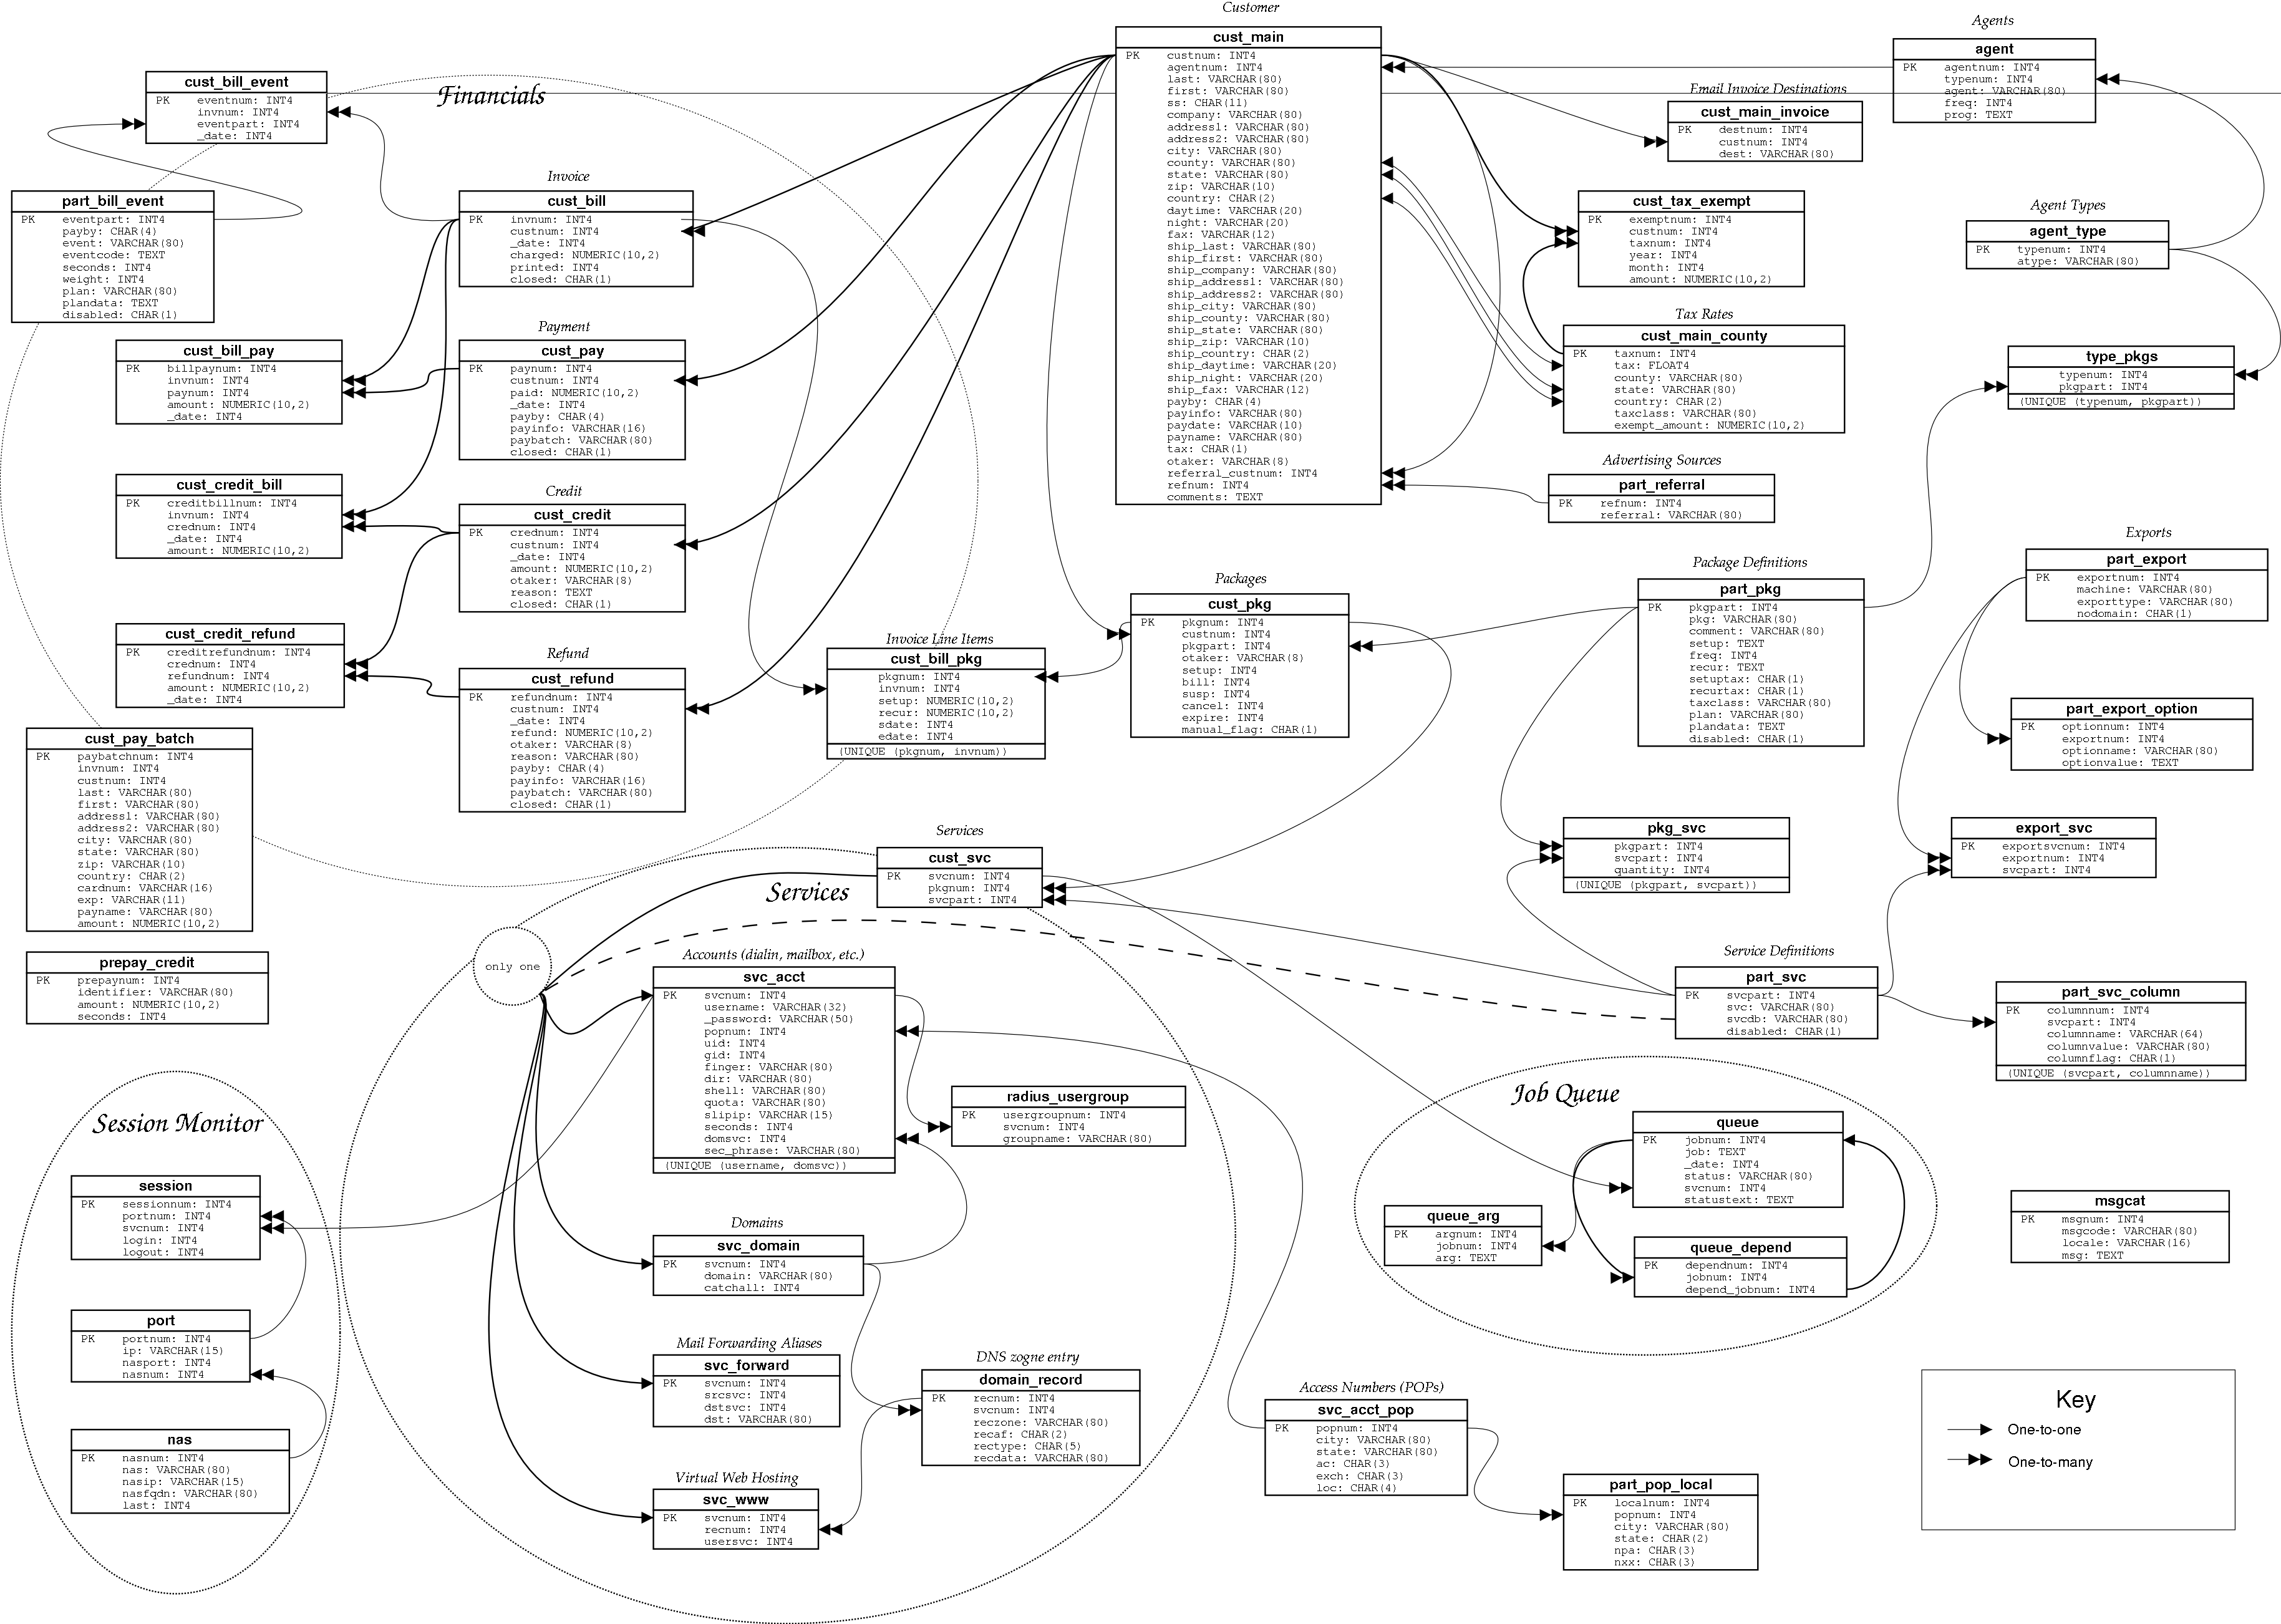 Customer
cust_main
PK custnum: INT4
agentnum: INT4
last: VARCHAR(80)
first: VARCHAR(80)
ss: CHAR(11)
company: VARCHAR(80)
address1: VARCHAR(80)
address2: VARCHAR(80)
city: VARCHAR(80)
county: VARCHAR(80)
state: VARCHAR(80)
zip: VARCHAR(10)
country: CHAR(2)
daytime: VARCHAR(20)
night: VARCHAR(20)
fax: VARCHAR(12)
ship_last: VARCHAR(80)
ship_first: VARCHAR(80)
ship_company: VARCHAR(80)
ship_address1: VARCHAR(80)
ship_address2: VARCHAR(80)
ship_city: VARCHAR(80)
ship_county: VARCHAR(80)
ship_state: VARCHAR(80)
ship_zip: VARCHAR(10)
ship_country: CHAR(2)
ship_daytime: VARCHAR(20)
ship_night: VARCHAR(20)
ship_fax: VARCHAR(12)
payby: CHAR(4)
payinfo: VARCHAR(80)
paydate: VARCHAR(10)
payname: VARCHAR(80)
tax: CHAR(1)
otaker: VARCHAR(8)
referral_custnum: INT4
refnum: INT4
comments: TEXT
Agents
agent
PK agentnum: INT4
typenum: INT4
agent: VARCHAR(80)
freq: INT4
prog: TEXT
Email Invoice Destinations
cust_main_invoice
PK destnum: INT4
custnum: INT4
dest: VARCHAR(80)
cust_tax_exempt
PK exemptnum: INT4
custnum: INT4
taxnum: INT4
year: INT4
month: INT4
amount: NUMERIC(10,2)
Agent Types
agent_type
PK typenum: INT4
atype: VARCHAR(80)
Tax Rates
cust_main_county
PK taxnum: INT4
tax: FLOAT4
county: VARCHAR(80)
state: VARCHAR(80)
country: CHAR(2)
taxclass: VARCHAR(80)
exempt_amount: NUMERIC(10,2)
type_pkgs
typenum: INT4
pkgpart: INT4
(UNIQUE (typenum, pkgpart))
Advertising Sources
part_referral
PK refnum: INT4
referral: VARCHAR(80)
Financials
cust_bill_event
PK eventnum: INT4
invnum: INT4
eventpart: INT4
_date: INT4
part_bill_event
PK eventpart: INT4
payby: CHAR(4)
event: VARCHAR(80)
eventcode: TEXT
seconds: INT4
weight: INT4
plan: VARCHAR(80)
plandata: TEXT
disabled: CHAR(1)
Invoice
cust_bill
PK invnum: INT4
custnum: INT4
_date: INT4
charged: NUMERIC(10,2)
printed: INT4
closed: CHAR(1)
cust_bill_pay
PK billpaynum: INT4
invnum: INT4
paynum: INT4
amount: NUMERIC(10,2)
_date: INT4
Payment
cust_pay
PK paynum: INT4
custnum: INT4
paid: NUMERIC(10,2)
_date: INT4
payby: CHAR(4)
payinfo: VARCHAR(16)
paybatch: VARCHAR(80)
closed: CHAR(1)
cust_credit_bill
PK creditbillnum: INT4
invnum: INT4
crednum: INT4
_date: INT4
amount: NUMERIC(10,2)
Credit
cust_credit
PK crednum: INT4
custnum: INT4
_date: INT4
amount: NUMERIC(10,2)
otaker: VARCHAR(8)
reason: TEXT
closed: CHAR(1)
cust_credit_refund
PK creditrefundnum: INT4
crednum: INT4
refundnum: INT4
amount: NUMERIC(10,2)
_date: INT4
Refund
cust_refund
PK refundnum: INT4
custnum: INT4
_date: INT4
refund: NUMERIC(10,2)
otaker: VARCHAR(8)
reason: VARCHAR(80)
payby: CHAR(4)
payinfo: VARCHAR(16)
paybatch: VARCHAR(80)
closed: CHAR(1)
Invoice Line Items
cust_bill_pkg
pkgnum: INT4
invnum: INT4
setup: NUMERIC(10,2)
recur: NUMERIC(10,2)
sdate: INT4
edate: INT4
(UNIQUE (pkgnum, invnum))
Packages
cust_pkg
PK pkgnum: INT4
custnum: INT4
pkgpart: INT4
otaker: VARCHAR(8)
setup: INT4
bill: INT4
susp: INT4
cancel: INT4
expire: INT4
manual_flag: CHAR(1)
Package Definitions
part_pkg
PK pkgpart: INT4
pkg: VARCHAR(80)
comment: VARCHAR(80)
setup: TEXT
freq: INT4
recur: TEXT
setuptax: CHAR(1)
recurtax: CHAR(1)
taxclass: VARCHAR(80)
plan: VARCHAR(80)
plandata: TEXT
disabled: CHAR(1)
Exports
part_export
PK exportnum: INT4
machine: VARCHAR(80)
exporttype: VARCHAR(80)
nodomain: CHAR(1)
part_export_option
PK optionnum: INT4
exportnum: INT4
optionname: VARCHAR(80)
optionvalue: TEXT
cust_pay_batch
PK paybatchnum: INT4
invnum: INT4
custnum: INT4
last: VARCHAR(80)
first: VARCHAR(80)
address1: VARCHAR(80)
address2: VARCHAR(80)
city: VARCHAR(80)
state: VARCHAR(80)
zip: VARCHAR(10)
country: CHAR(2)
cardnum: VARCHAR(16)
exp: VARCHAR(11)
payname: VARCHAR(80)
amount: NUMERIC(10,2)
prepay_credit
PK prepaynum: INT4
identifier: VARCHAR(80)
amount: NUMERIC(10,2)
seconds: INT4
Services
cust_svc
PK svcnum: INT4
pkgnum: INT4
svcpart: INT4
pkg_svc
pkgpart: INT4
svcpart: INT4
quantity: INT4
(UNIQUE (pkgpart, svcpart))
export_svc
PK exportsvcnum: INT4
exportnum: INT4
svcpart: INT4
Services
only one
Accounts (dialin, mailbox, etc.)
svc_acct
PK svcnum: INT4
username: VARCHAR(32)
_password: VARCHAR(50)
popnum: INT4
uid: INT4
gid: INT4
finger: VARCHAR(80)
dir: VARCHAR(80)
shell: VARCHAR(80)
quota: VARCHAR(80)
slipip: VARCHAR(15)
seconds: INT4
domsvc: INT4
sec_phrase: VARCHAR(80)
(UNIQUE (username, domsvc))
radius_usergroup
PK usergroupnum: INT4
svcnum: INT4
groupname: VARCHAR(80)
Service Definitions
part_svc
PK svcpart: INT4
svc: VARCHAR(80)
svcdb: VARCHAR(80)
disabled: CHAR(1)
part_svc_column
PK columnnum: INT4
svcpart: INT4
columnname: VARCHAR(64)
columnvalue: VARCHAR(80)
columnflag: CHAR(1)
(UNIQUE (svcpart, columnname))
Session Monitor
session
PK sessionnum: INT4
portnum: INT4
svcnum: INT4
login: INT4
logout: INT4
port
PK portnum: INT4
ip: VARCHAR(15)
nasport: INT4
nasnum: INT4
nas
PK nasnum: INT4
nas: VARCHAR(80)
nasip: VARCHAR(15)
nasfqdn: VARCHAR(80)
last: INT4
Domains
svc_domain
PK svcnum: INT4
domain: VARCHAR(80)
catchall: INT4
Mail Forwarding Aliases
svc_forward
PK svcnum: INT4
srcsvc: INT4
dstsvc: INT4
dst: VARCHAR(80)
DNS zogne entry
domain_record
PK recnum: INT4
svcnum: INT4
reczone: VARCHAR(80)
recaf: CHAR(2)
rectype: CHAR(5)
recdata: VARCHAR(80)
Virtual Web Hosting
svc_www
PK svcnum: INT4
recnum: INT4
usersvc: INT4
Job Queue
queue
PK jobnum: INT4
job: TEXT
_date: INT4
status: VARCHAR(80)
svcnum: INT4
statustext: TEXT
queue_arg
PK argnum: INT4
jobnum: INT4
arg: TEXT
queue_depend
PK dependnum: INT4
jobnum: INT4
depend_jobnum: INT4
msgcat
PK msgnum: INT4
msgcode: VARCHAR(80)
locale: VARCHAR(16)
msg: TEXT
Access Numbers (POPs)
svc_acct_pop
PK popnum: INT4
city: VARCHAR(80)
state: VARCHAR(80)
ac: CHAR(3)
exch: CHAR(3)
loc: CHAR(4)
part_pop_local
PK localnum: INT4
popnum: INT4
city: VARCHAR(80)
state: CHAR(2)
npa: CHAR(3)
nxx: CHAR(3)
Key
One-to-one
One-to-many